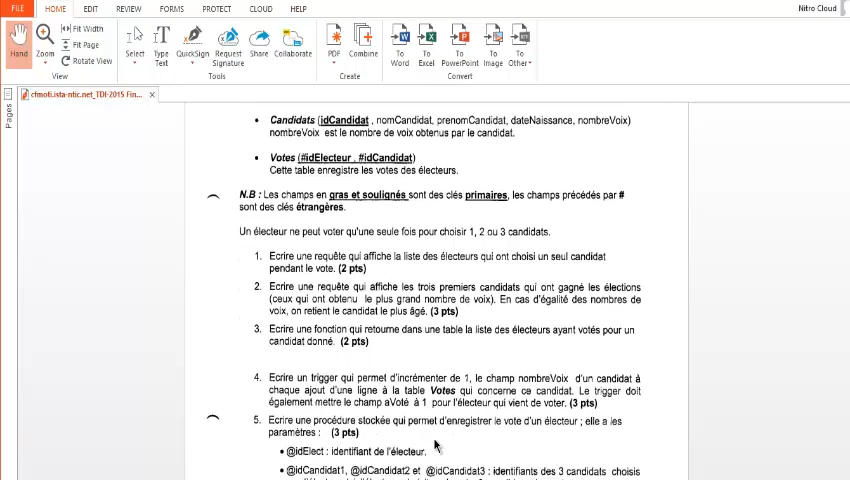 FILE HOME EDIT REVIEW FORMS PROTECT CLOUD HELP Nitro Cloud
Hand Zoom Fit Width Fit Page Rotate View Select Type Text QuickSign Request Signature Share Collaborate PDF Combine To Word To Excel To PowerPoint To Image To Other
View Tools Create Convert
cfmoti.ista-ntic.net_TDI-2015 Fin...
Pages
• Candidats (idCandidat , nomCandidat, prenomCandidat, dateNaissance, nombreVoix)
nombreVoix est le nombre de voix obtenus par le candidat.
• Votes (#idElecteur , #idCandidat)
Cette table enregistre les votes des électeurs.
N.B : Les champs en gras et soulignés sont des clés primaires, les champs précédés par #
sont des clés étrangères.
Un électeur ne peut voter qu'une seule fois pour choisir 1, 2 ou 3 candidats.
1. Ecrire une requête qui affiche la liste des électeurs qui ont choisi un seul candidat
pendant le vote. (2 pts)
2. Ecrire une requête qui affiche les trois premiers candidats qui ont gagné les élections
(ceux qui ont obtenu le plus grand nombre de voix). En cas d'égalité des nombres de
voix, on retient le candidat le plus âgé. (3 pts)
3. Ecrire une fonction qui retourne dans une table la liste des électeurs ayant votés pour un
candidat donné. (2 pts)
4. Ecrire un trigger qui permet d'incrémenter de 1, le champ nombreVoix d'un candidat à
chaque ajout d'une ligne à la table Votes qui concerne ce candidat. Le trigger doit
également mettre le champ aVoté à 1 pour l'électeur qui vient de voter. (3 pts)
5. Ecrire une procédure stockée qui permet d'enregistrer le vote d'un électeur ; elle a les
paramètres : (3 pts)
• @idElect : identifiant de l'électeur.
• @idCandidat1, @idCandidat2 et @idCandidat3 : identifiants des 3 candidats choisis